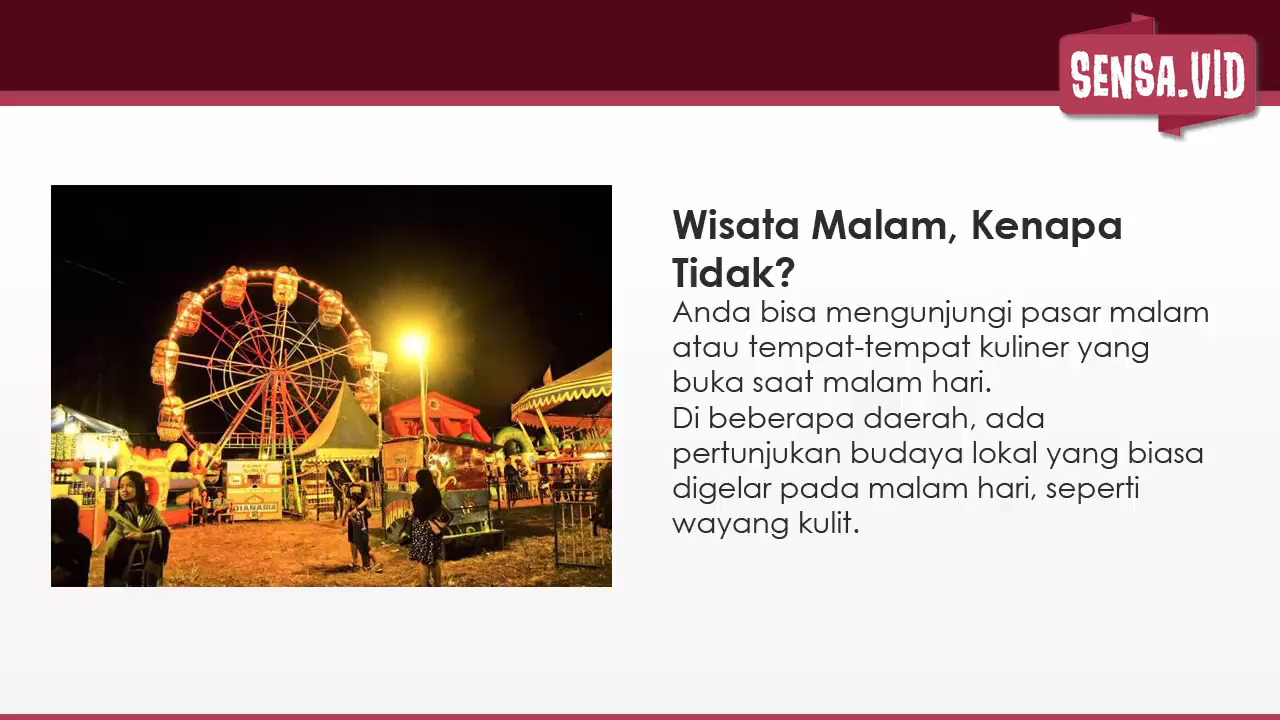 SENSA.VID
Wisata Malam, Kenapa
Tidak?
Anda bisa mengunjungi pasar malam
atau tempat-tempat kuliner yang
buka saat malam hari.
Di beberapa daerah, ada
pertunjukan budaya lokal yang biasa
digelar pada malam hari, seperti
wayang kulit.
DIANARIA